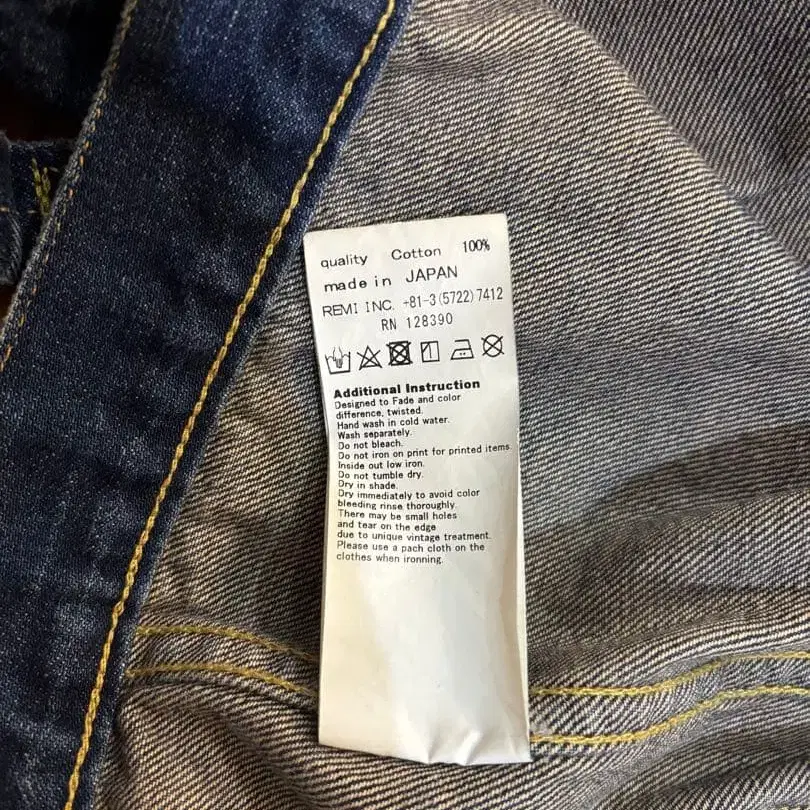 quality Cotton 100%
made in JAPAN
REMI INC. +81-3(5722)7412
RN 128390
Additional Instruction
Designed to Fade and color
difference, twisted.
Hand wash in cold water.
Wash separately.
Do not bleach.
Do not iron on print for printed items
Inside out low iron.
Do not tumble dry.
Dry in shade.
Dry immediately to avoid color
bleeding rinse thoroughly.
There may be small holes
and tear on the edge
due to unique vintage treatment.
Please use a pach cloth on the
clothes when ironning.